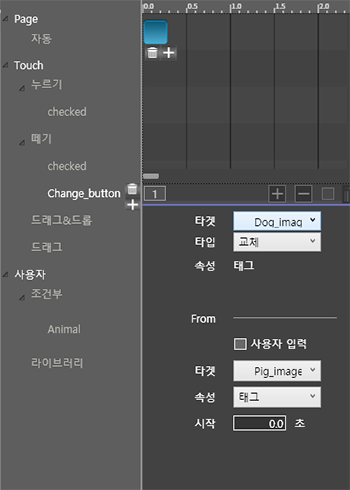 Page
자동
Touch
누르기
checked
떼기
checked
Change_button
드래그&드롭
드래그
사용자
조건부
Animal
라이브러리
0.0 0.5 1.0 1.5 2.0
1
타겟 Dog_imag
타입 교체
속성 태그
From
사용자 입력
타겟 Pig_image
속성 태그
시작 0.0 초